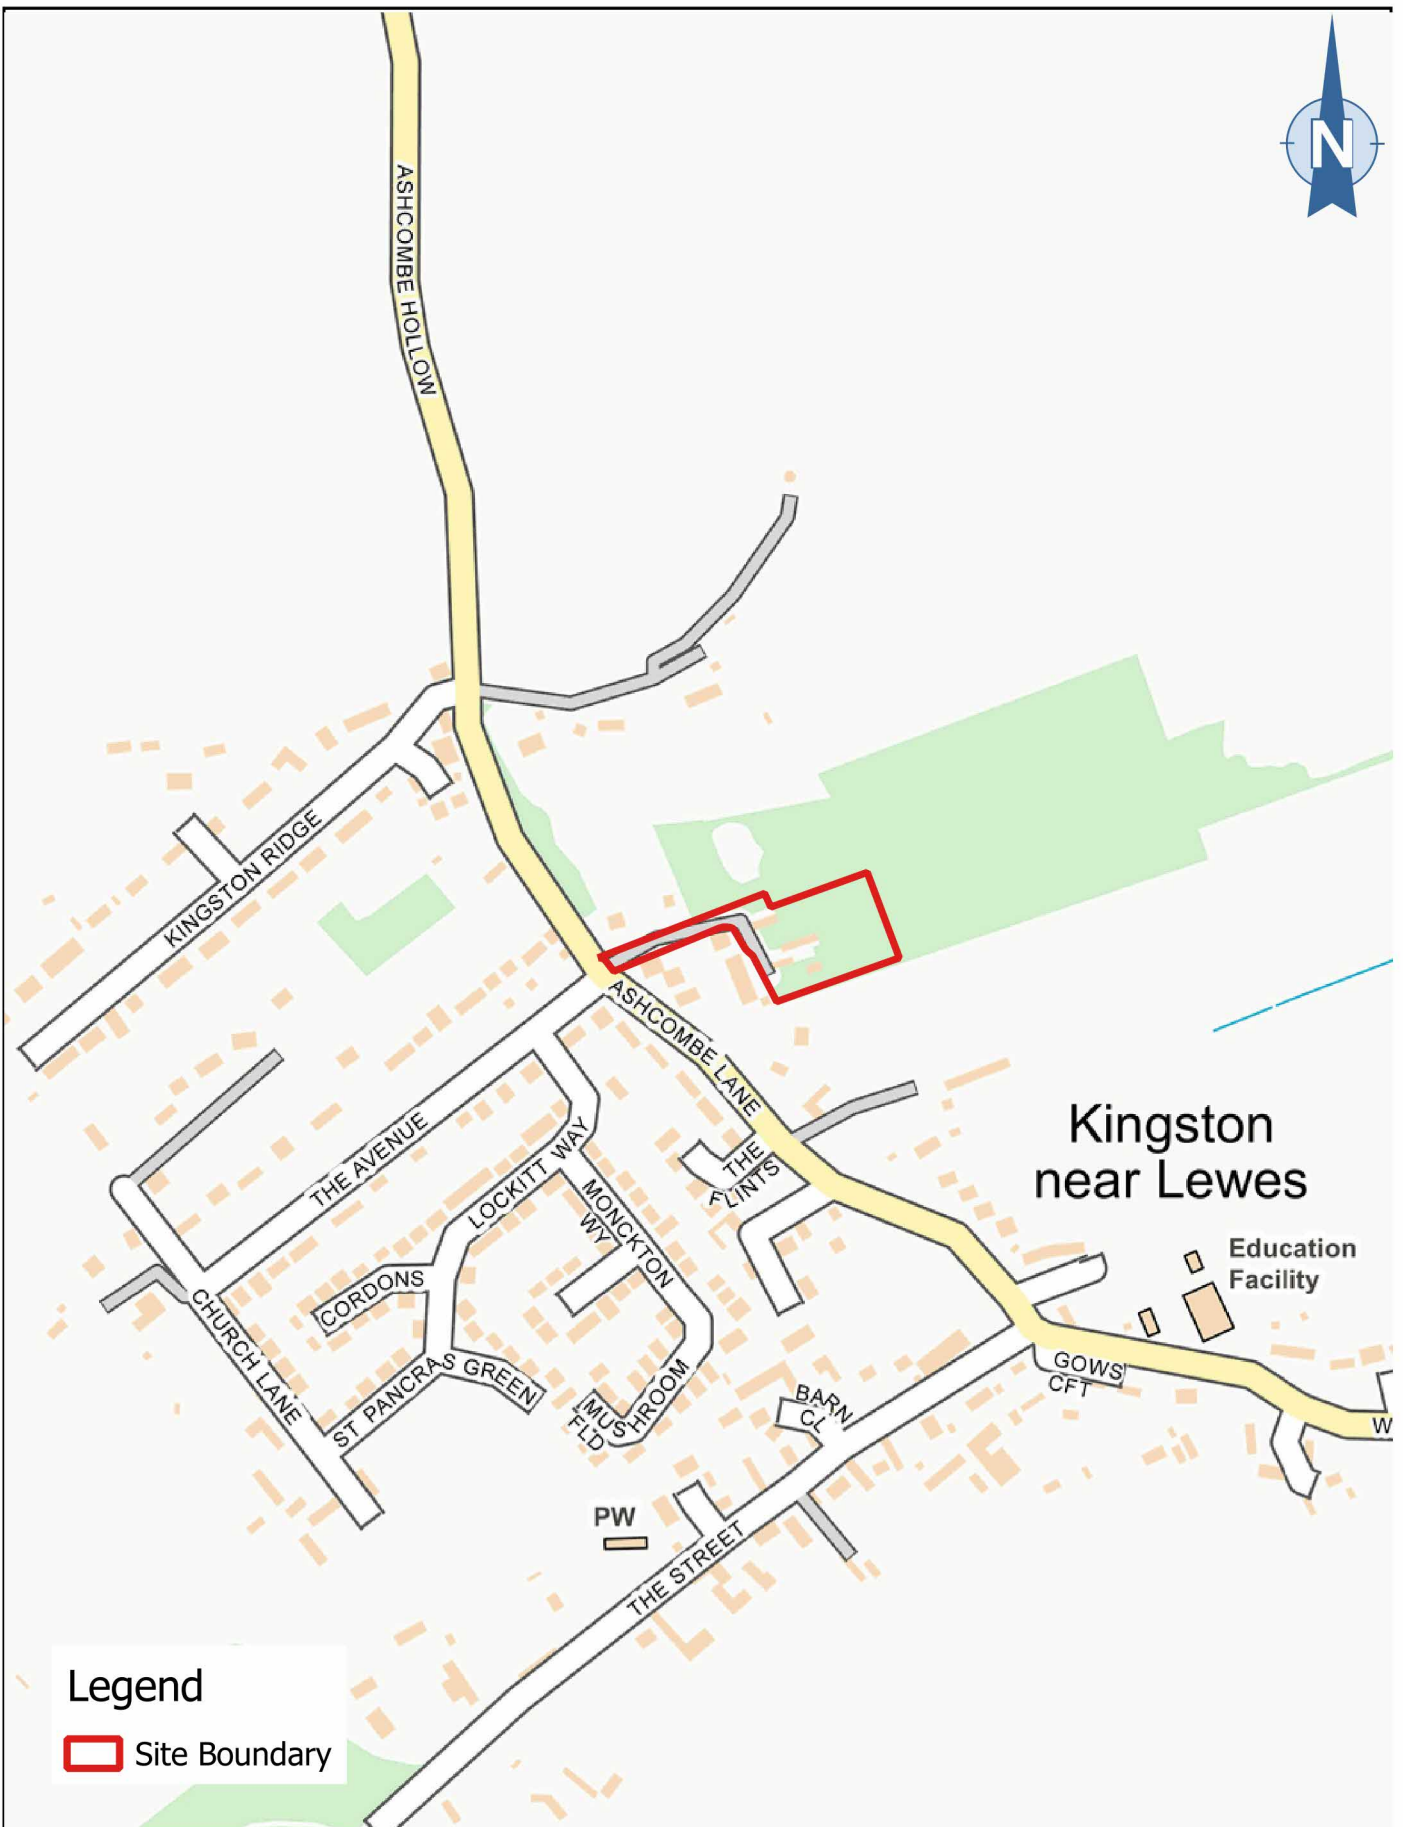 N
ASHCOMBE HOLLOW
KINGSTON RIDGE
ASHCOMBE LANE
THE AVENUE
LOCKITT WAY
THE
FLINTS
MONCKTON
WY
Kingston
near Lewes
Education
Facility
CORDONS
CHURCH LANE
ST PANCRAS GREEN
MUSHROOM
FLD
BARN
CL
GOWS
CFT
W
PW
THE STREET
Legend
Site Boundary